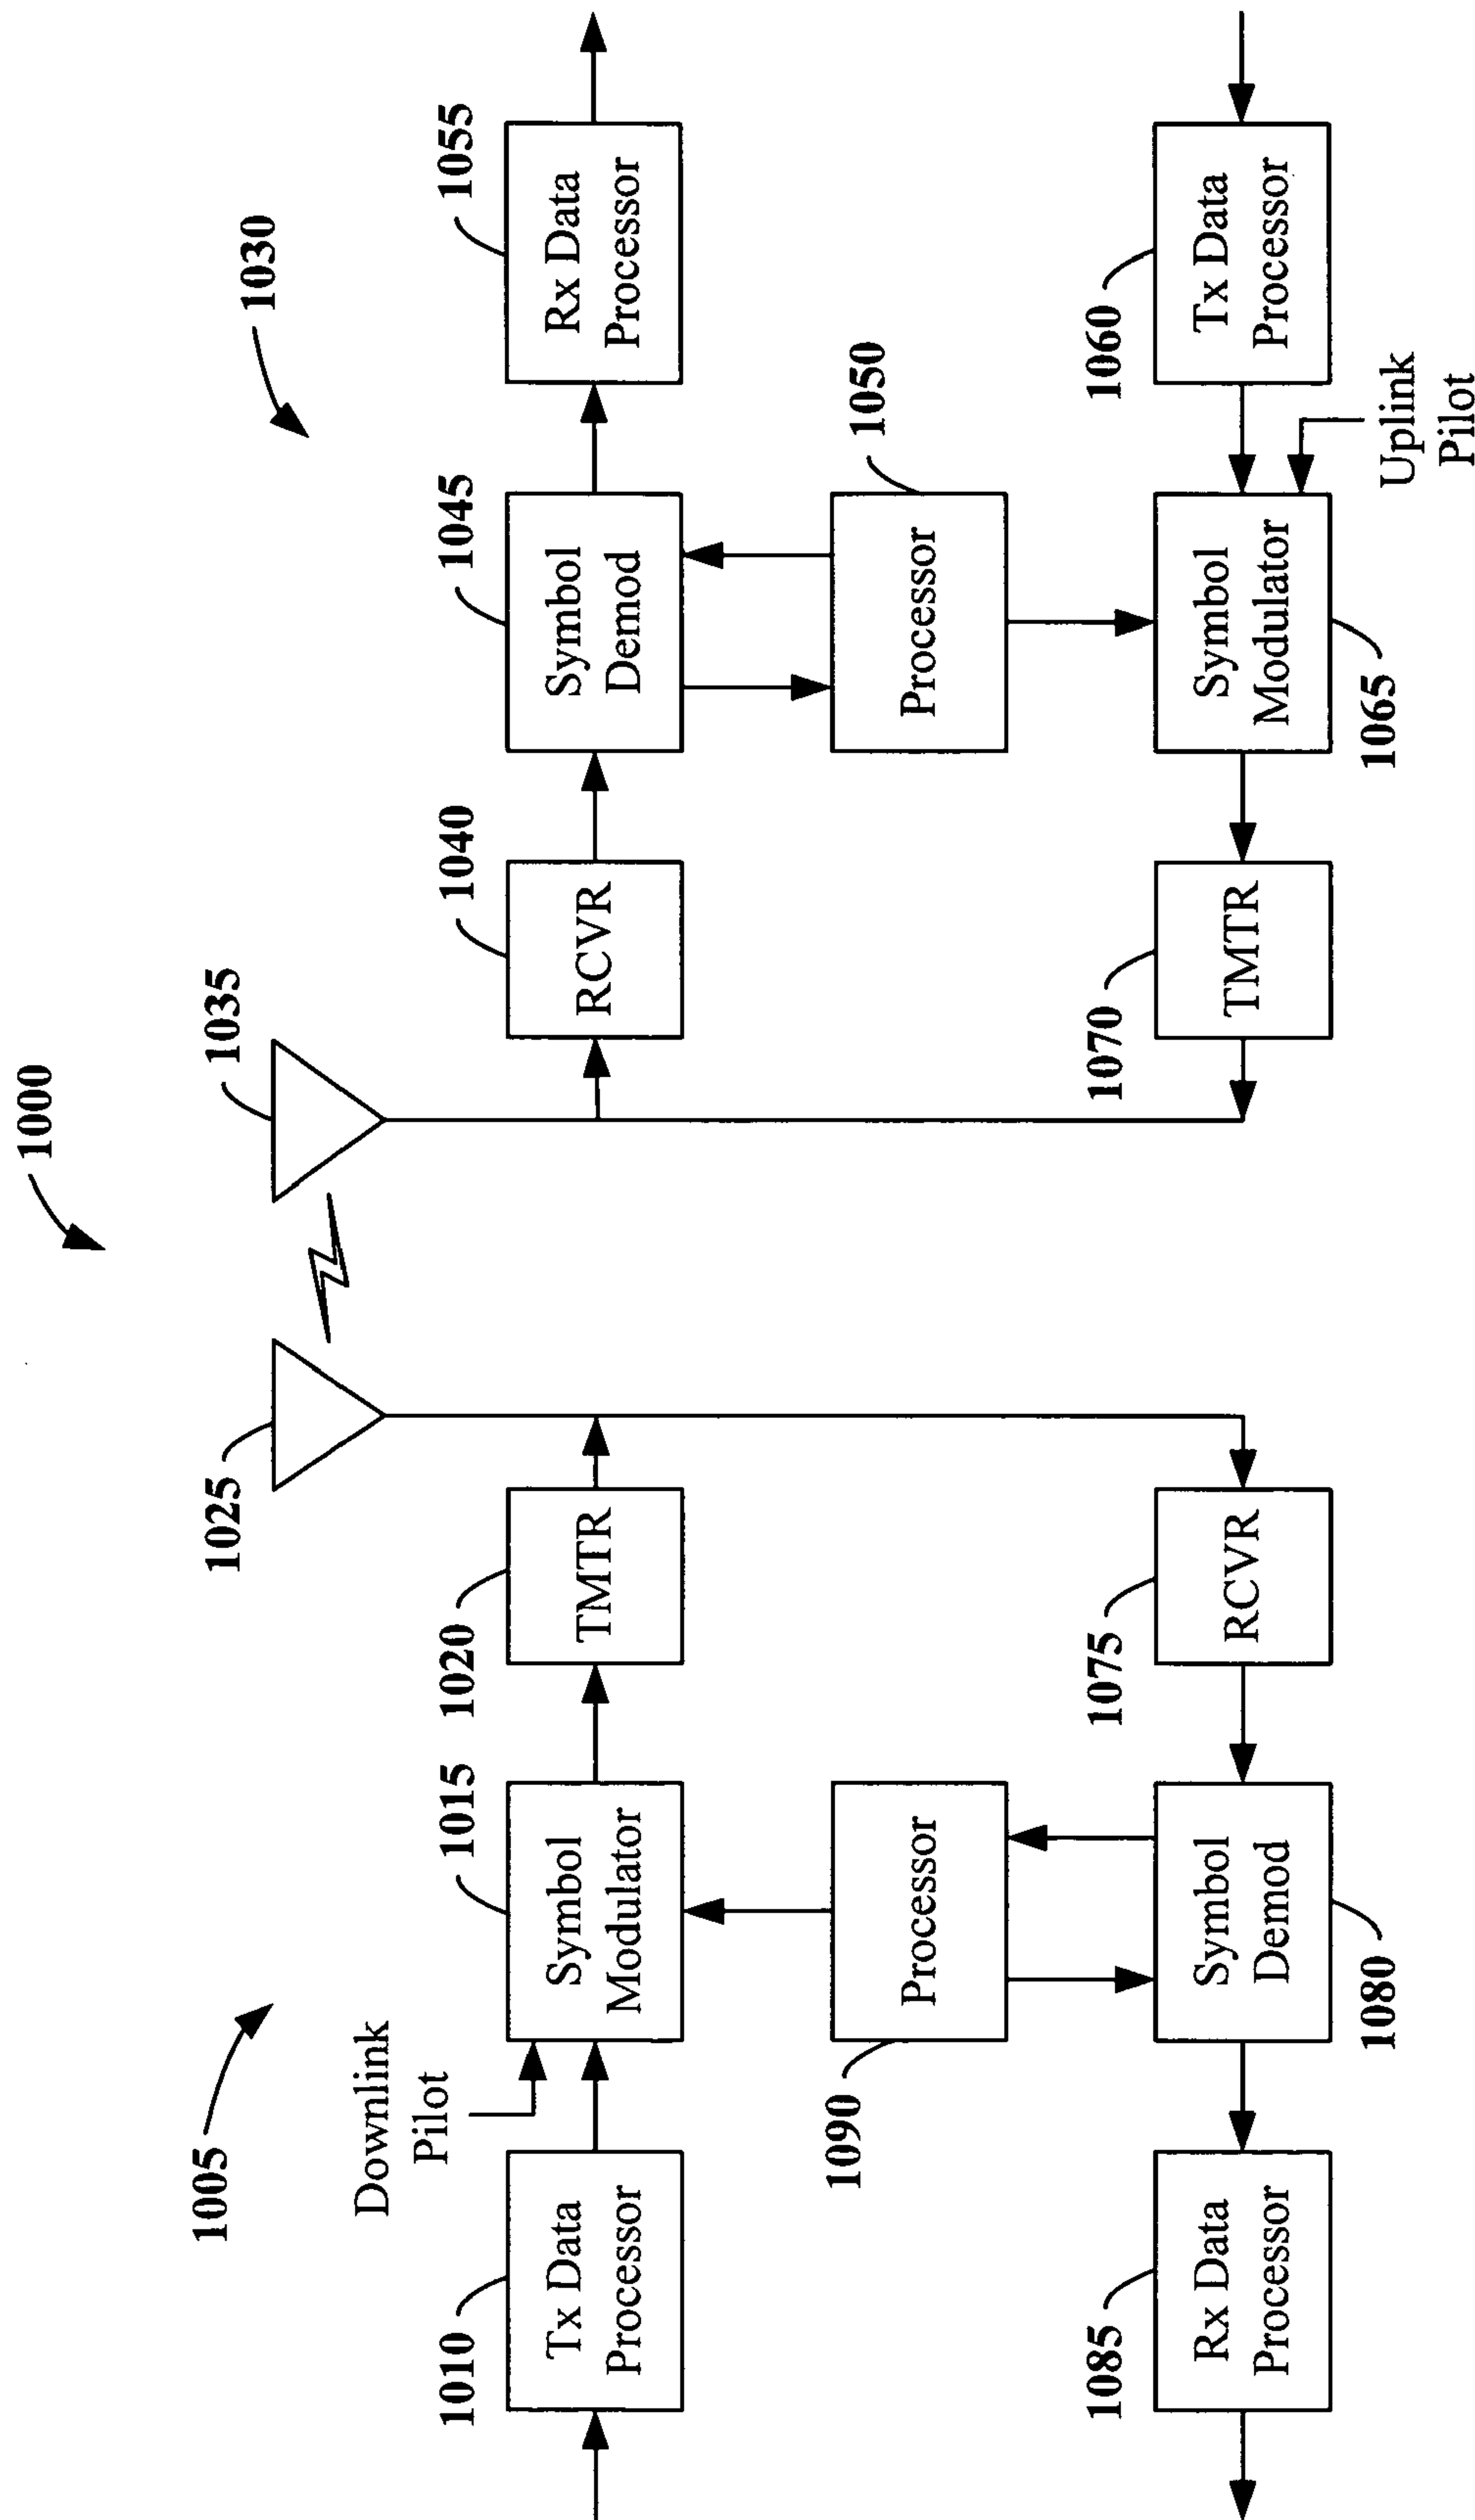 1000
1005
1030
1025
1035
Downlink
Pilot
1010
Tx Data
Processor
1015
Symbol
Modulator
1020
TMTR
1040
RCVR
1045
Symbol
Demod
1055
Rx Data
Processor
1090
Processor
Processor
1050
1085
Rx Data
Processor
Symbol
Demod
1080
1075
RCVR
1070
TMTR
Symbol
Modulator
1065
1060
Tx Data
Processor
Uplink
Pilot